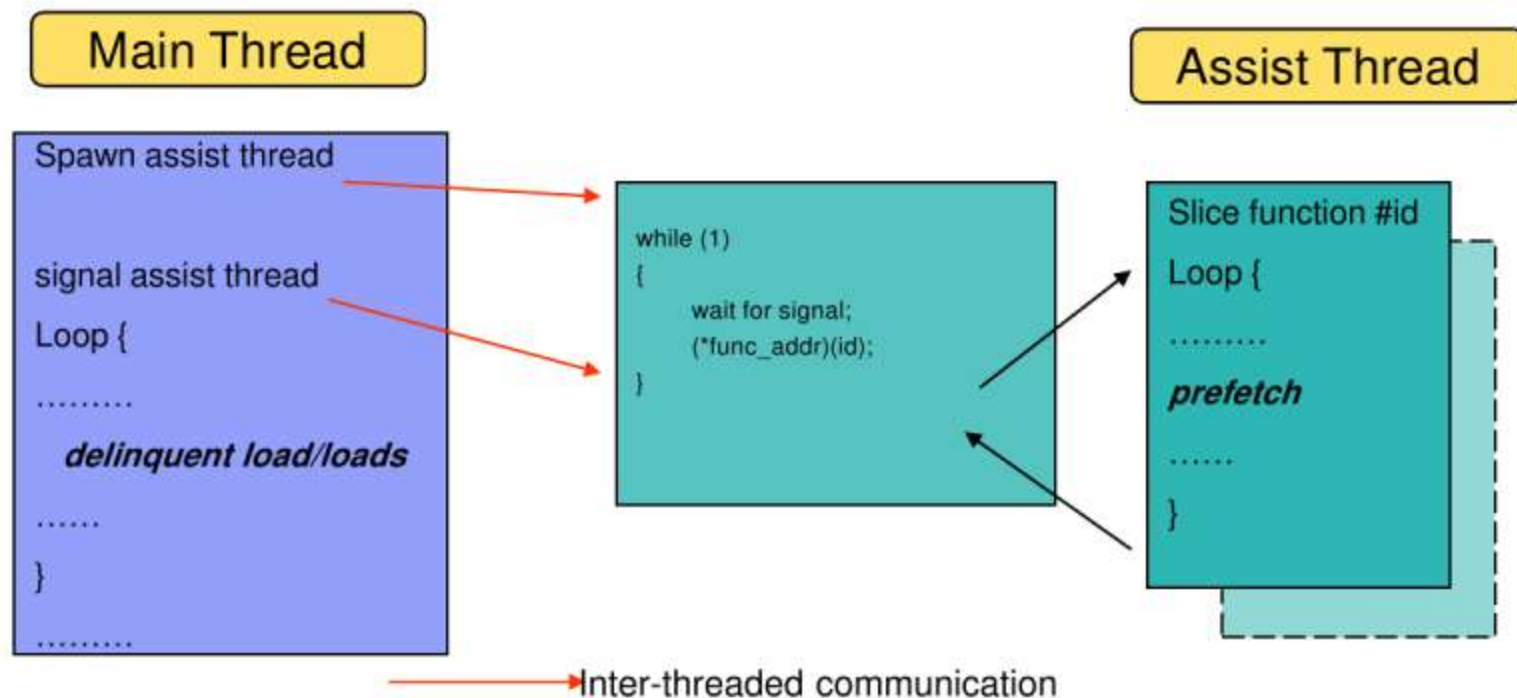 Main Thread
Assist Thread
Spawn assist thread
signal assist thread
Loop {
………
delinquent load/loads
……
}
………
while (1)
{
wait for signal;
(*func_addr)(id);
}
Slice function #id
Loop {
………
prefetch
……
}
Inter-threaded communication